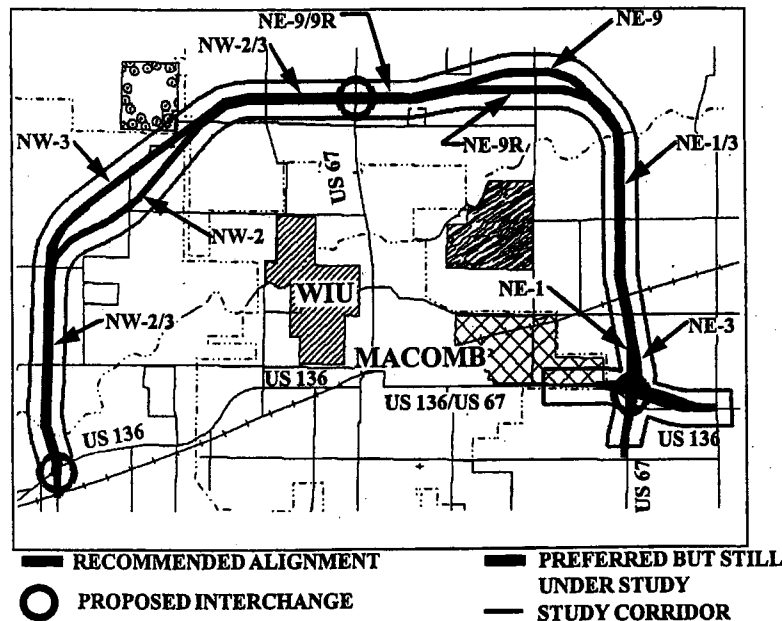 NE-9/9R
NE-9
NW-2/3
NW-3
NE-9R
US 67
NE-1/3
NW-2
NE-1
WIU
NW-2/3
NE-3
MACOMB
US 136
US 136/US 67
US 136
US 136
US 67
RECOMMENDED ALIGNMENT
PROPOSED INTERCHANGE
PREFERRED BUT STILL
UNDER STUDY
STUDY CORRIDOR